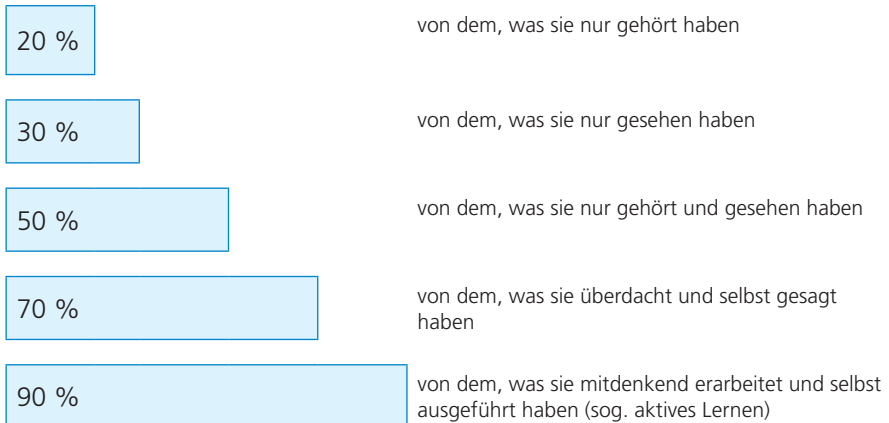 20 %
von dem, was sie nur gehört haben
30 %
von dem, was sie nur gesehen haben
50 %
von dem, was sie nur gehört und gesehen haben
70 %
von dem, was sie überdacht und selbst gesagt
haben
90 %
von dem, was sie mitdenkend erarbeitet und selbst
ausgeführt haben (sog. aktives Lernen)